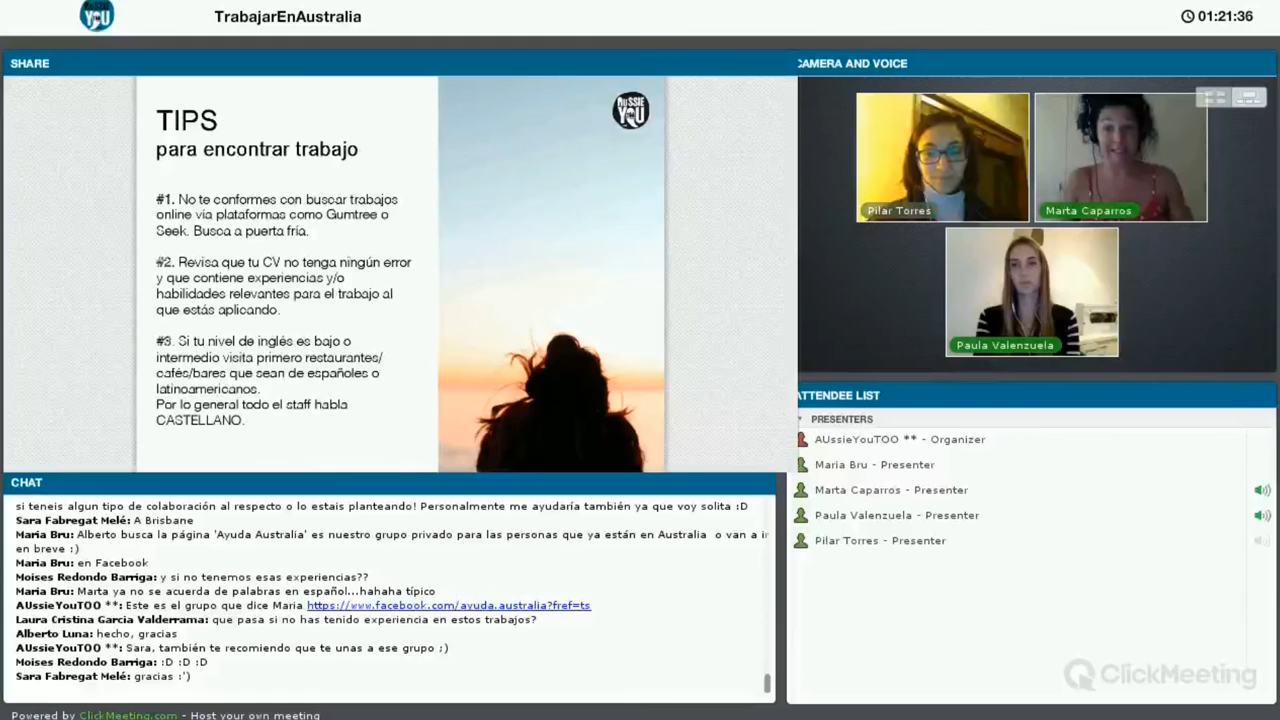 AUSSIE
YOU
TrabajarEnAustralia
01:21:36
SHARE
CAMERA AND VOICE
TIPS
para encontrar trabajo
AUSSIE
YOU
#1. No te conformes con buscar trabajos
online vía plataformas como Gumtree o
Seek. Busca a puerta fría.
#2. Revisa que tu CV no tenga ningún error
y que contiene experiencias y/o
habilidades relevantes para el trabajo al
que estás aplicando.
#3. Si tu nivel de inglés es bajo o
intermedio visita primero restaurantes/
cafés/bares que sean de españoles o
latinoamericanos.
Por lo general todo el staff habla
CASTELLANO.
Pilar Torres
Marta Caparros
Paula Valenzuela
ATTENDEE LIST
PRESENTERS
AUssieYouTOO ** - Organizer
Maria Bru - Presenter
Marta Caparros - Presenter
Paula Valenzuela - Presenter
Pilar Torres - Presenter
CHAT
si teneis algun tipo de colaboración al respecto o lo estais planteando! Personalmente me ayudaría también ya que voy solita :D
Sara Fabregat Melé: A Brisbane
Maria Bru: Alberto busca la página 'Ayuda Australia' es nuestro grupo privado para las personas que ya están en Australia o van a ir
en breve :)
Maria Bru: en Facebook
Moises Redondo Barriga: y si no tenemos esas experiencias??
Maria Bru: Marta ya no se acuerda de palabras en español...hahaha típico
AUssieYouTOO **: Este es el grupo que dice Maria https://www.facebook.com/ayuda.australia?fref=ts
Laura Cristina Garcia Valderrama: que pasa si no has tenido experiencia en estos trabajos?
Alberto Luna: hecho, gracias
AUssieYouTOO **: Sara, también te recomiendo que te unas a ese grupo ;)
Moises Redondo Barriga: :D :D :D
Sara Fabregat Melé: gracias :')
ClickMeeting
Powered by ClickMeeting.com - Host your own meeting